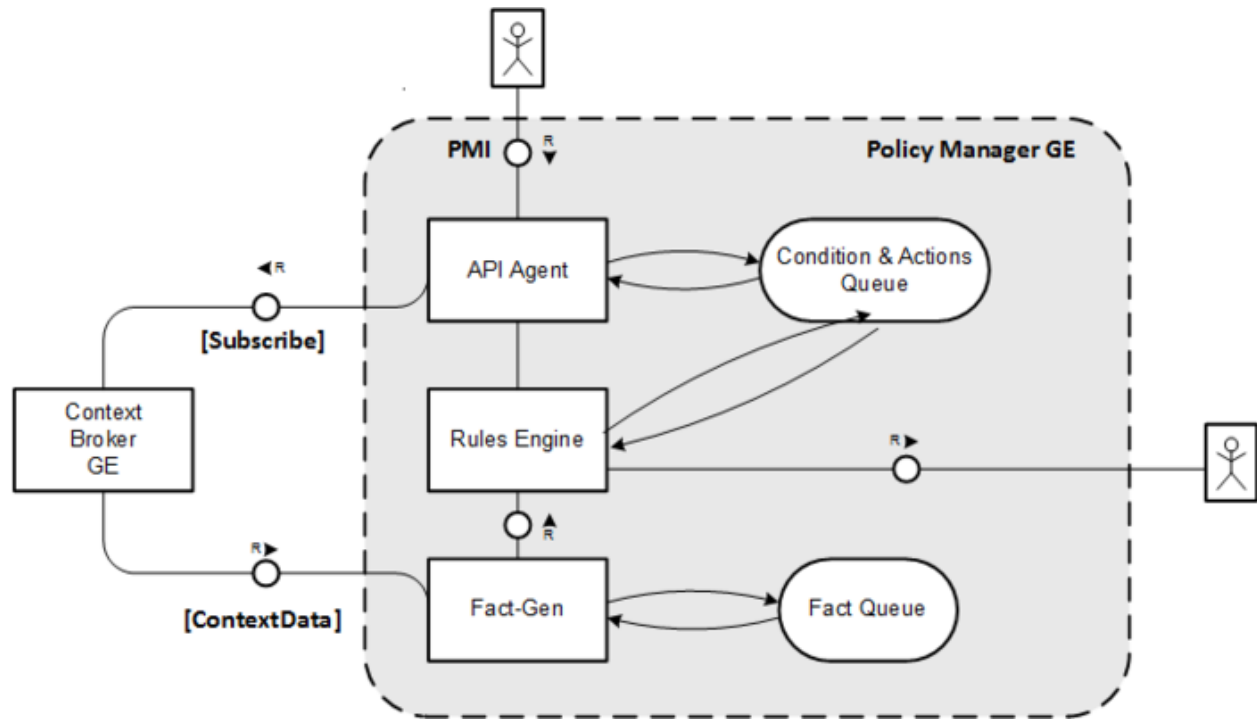 R
PMI
Policy Manager GE
API Agent
Condition & Actions
Queue
R
[Subscribe]
Context
Broker
GE
Rules Engine
R
R
R
[ContextData]
Fact-Gen
Fact Queue